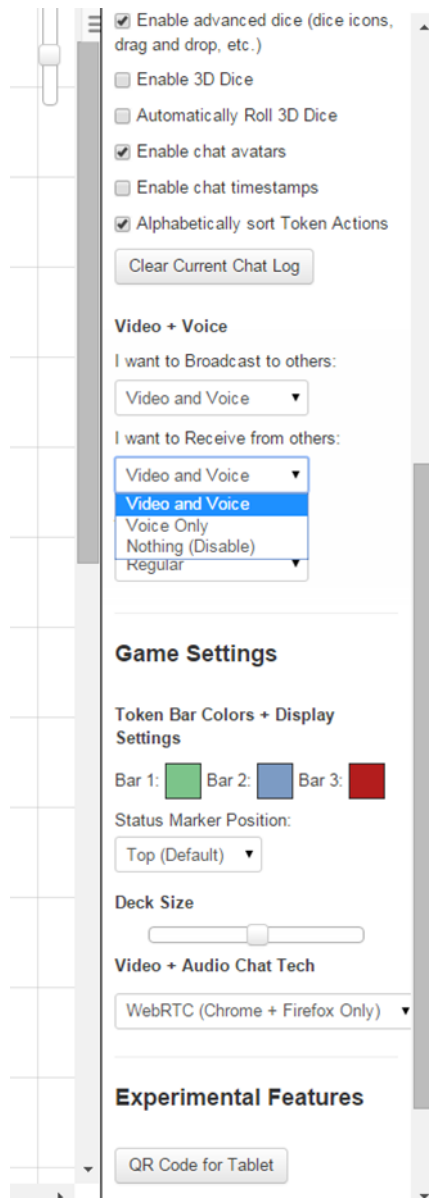 Enable advanced dice (dice icons,
drag and drop, etc.)
Enable 3D Dice
Automatically Roll 3D Dice
Enable chat avatars
Enable chat timestamps
Alphabetically sort Token Actions
Clear Current Chat Log
Video + Voice
I want to Broadcast to others:
Video and Voice
I want to Receive from others:
Video and Voice
Video and Voice
Voice Only
Nothing (Disable)
Regular
Game Settings
Token Bar Colors + Display
Settings
Bar 1: Bar 2: Bar 3:
Status Marker Position:
Top (Default)
Deck Size
Video + Audio Chat Tech
WebRTC (Chrome + Firefox Only)
Experimental Features
QR Code for Tablet